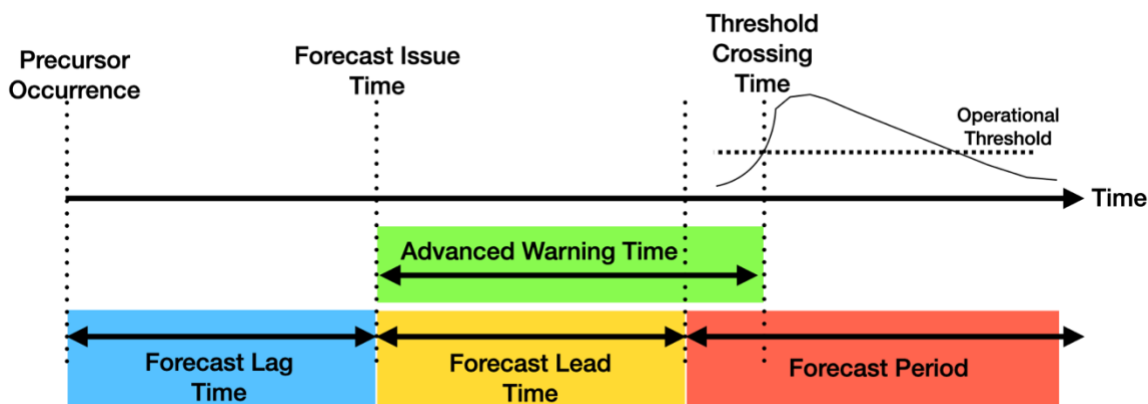 Precursor
Occurrence
Forecast Issue
Time
Threshold
Crossing
Time
Operational
Threshold
Time
Advanced Warning Time
Forecast Lag
Time
Forecast Lead
Time
Forecast Period